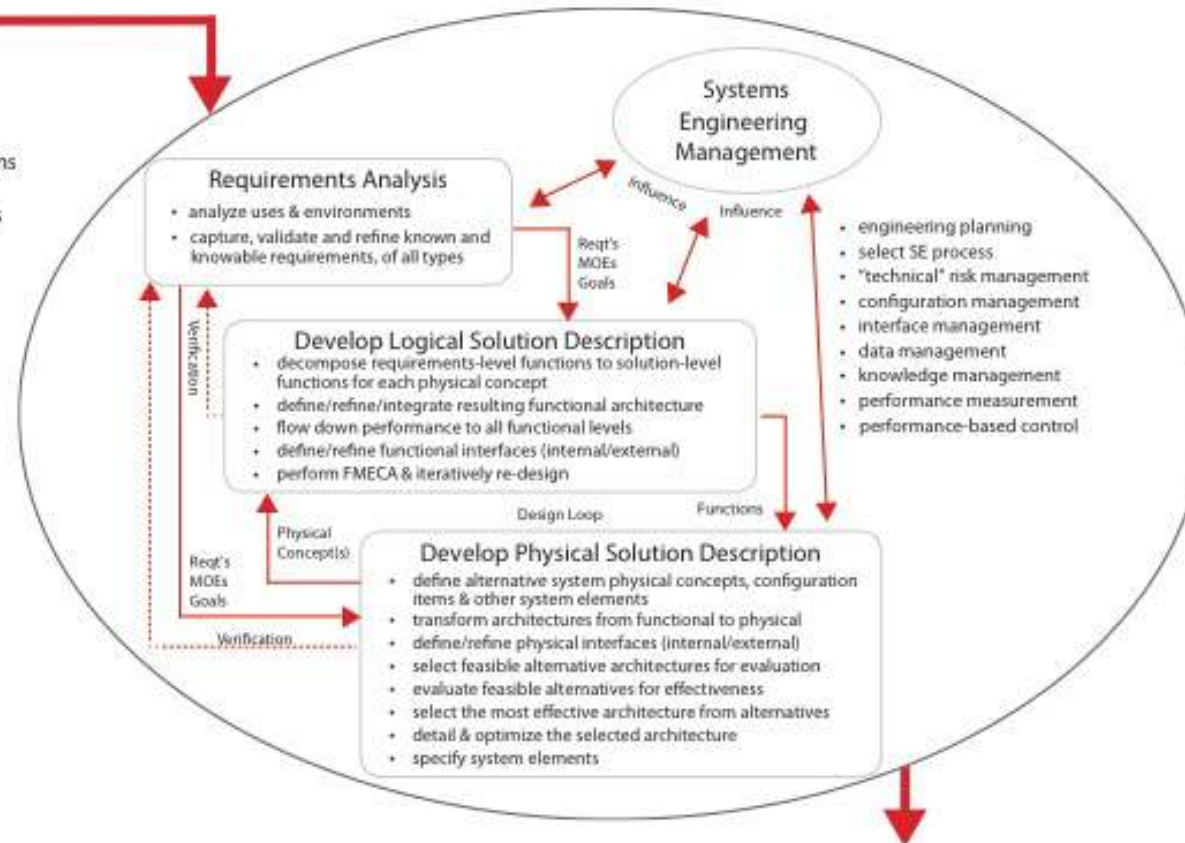 Systems
Engineering
Management
Requirements Analysis
• analyze uses & environments
• capture, validate and refine known and
knowable requirements, of all types
Influence
Influence
Reqt's
MOEs
Goals
• engineering planning
• select SE process
• "technical" risk management
• configuration management
• interface management
• data management
• knowledge management
• performance measurement
• performance-based control
Verification
Develop Logical Solution Description
• decompose requirements-level functions to solution-level
functions for each physical concept
• define/refine/integrate resulting functional architecture
• flow down performance to all functional levels
• define/refine functional interfaces (internal/external)
• perform FMECA & iteratively re-design
Design Loop
Functions
Physical
Concept(s)
Reqt's
MOEs
Goals
Verification
Develop Physical Solution Description
• define alternative system physical concepts, configuration
items & other system elements
• transform architectures from functional to physical
• define/refine physical interfaces (internal/external)
• select feasible alternative architectures for evaluation
• evaluate feasible alternatives for effectiveness
• select the most effective architecture from alternatives
• detail & optimize the selected architecture
• specify system elements